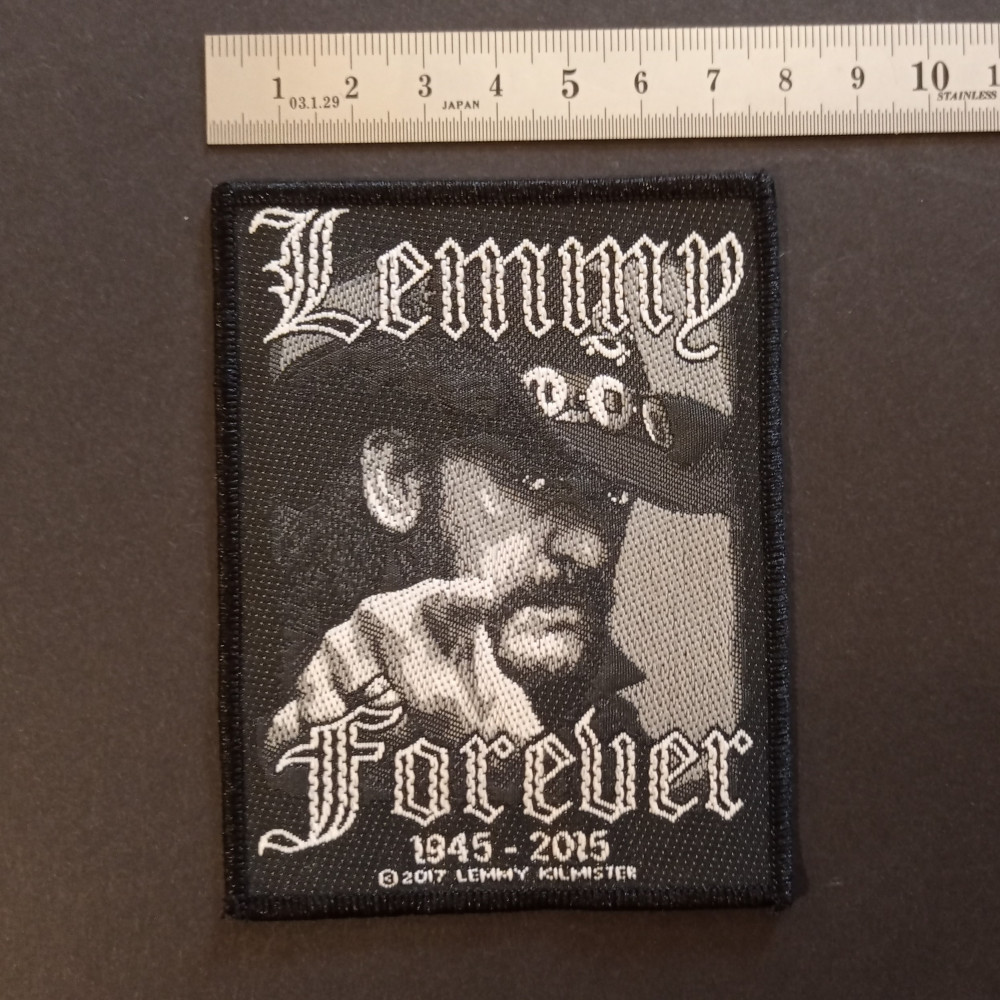 1 2 3 4 5 6 7 8 9 10 1
03.1.29 JAPAN STAINLESS
Lemmy
Forever
1945 - 2015
© 2017 LEMMY KILMISTER